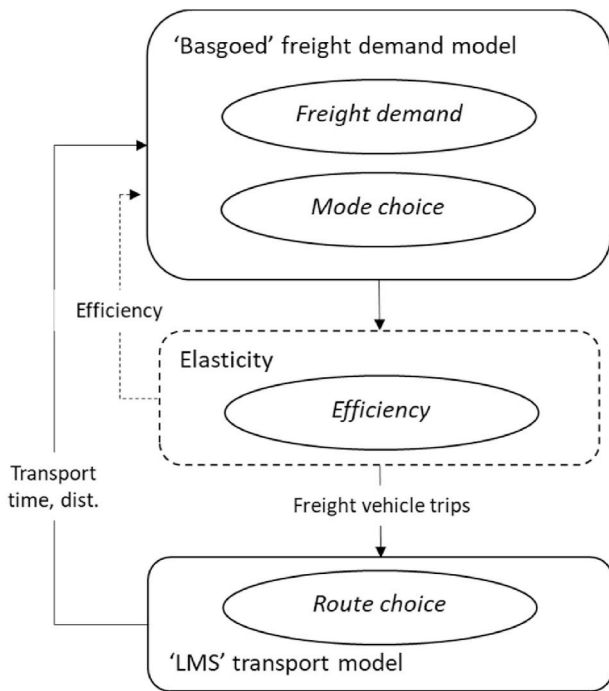 ‘Basgoed’ freight demand model
Freight demand
Mode choice
Efficiency
Elasticity
Efficiency
Transport
time, dist.
Freight vehicle trips
Route choice
‘LMS’ transport model